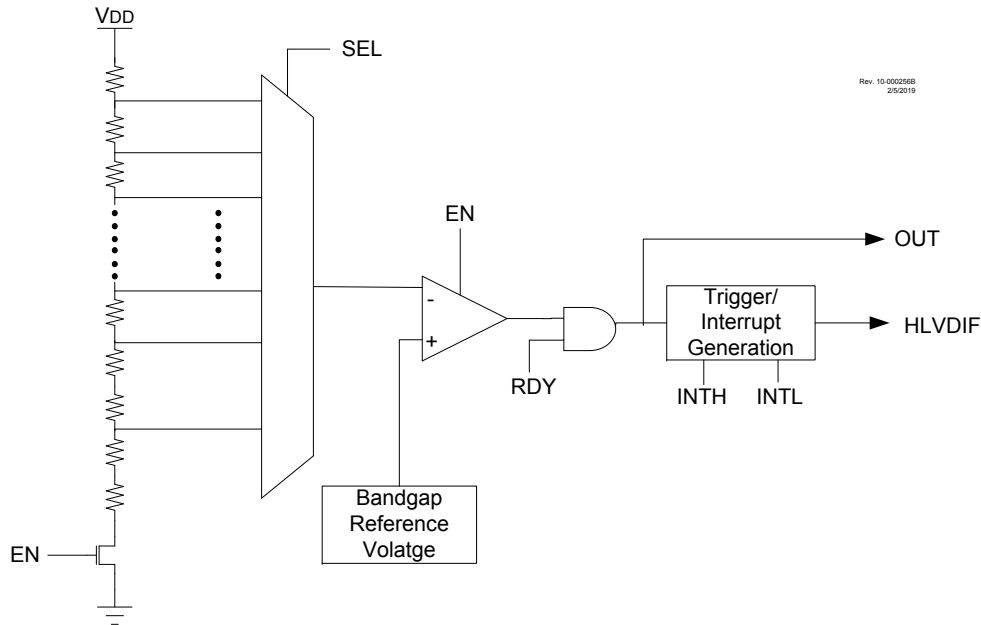 VDD
SEL
Rev. 10-000256B
2/5/2019
EN
OUT
-
+
Trigger/
Interrupt
Generation
HLVDIF
RDY
INTH
INTL
Bandgap
Reference
Volatge
EN